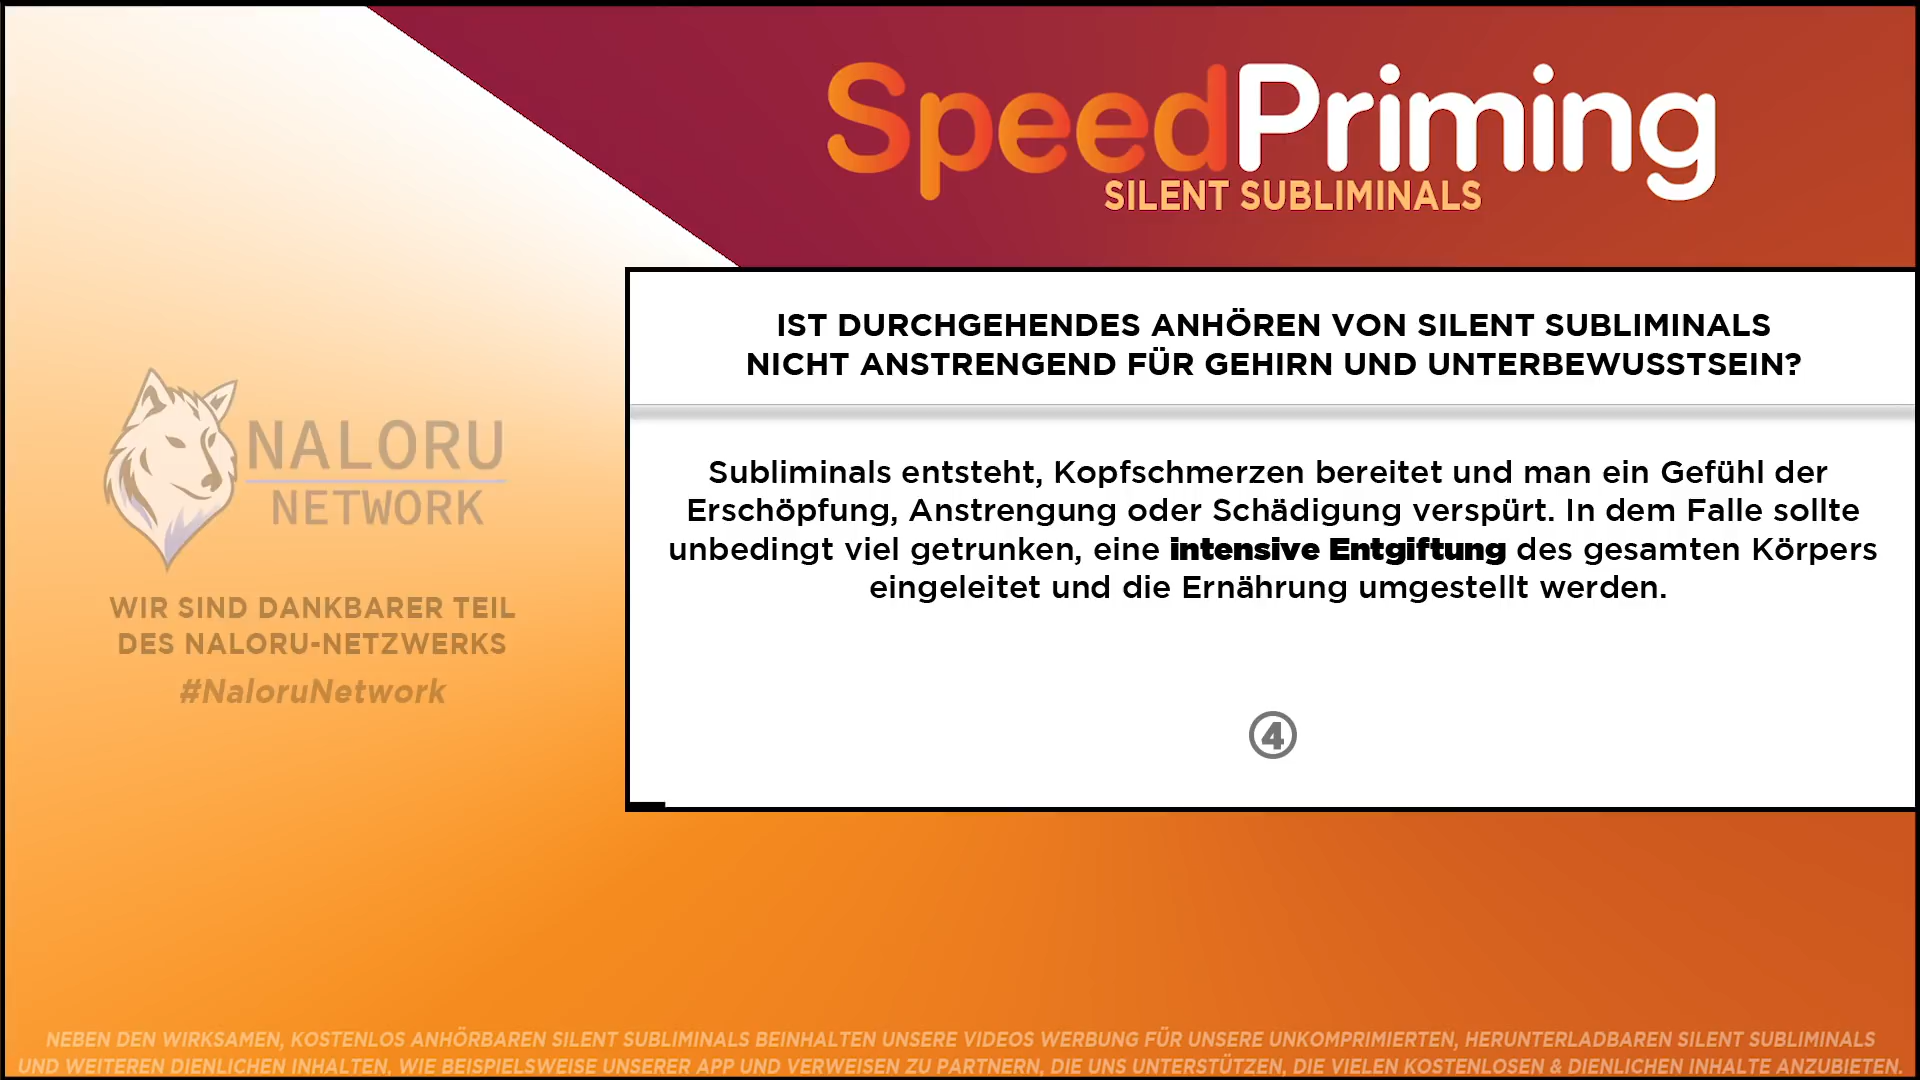 SpeedPriming
SILENT SUBLIMINALS
IST DURCHGEHENDES ANHÖREN VON SILENT SUBLIMINALS
NICHT ANSTRENGEND FÜR GEHIRN UND UNTERBEWUSSTSEIN?
Subliminals entsteht, Kopfschmerzen bereitet und man ein Gefühl der
Erschöpfung, Anstrengung oder Schädigung verspürt. In dem Falle sollte
unbedingt viel getrunken, eine intensive Entgiftung des gesamten Körpers
eingeleitet und die Ernährung umgestellt werden.
4
NALORU
NETWORK
WIR SIND DANKBARER TEIL
DES NALORU-NETZWERKS
#NaloruNetwork
NEBEN DEN WIRKSAMEN, KOSTENLOS ANHÖRBAREN SILENT SUBLIMINALS BEINHALTEN UNSERE VIDEOS WERBUNG FÜR UNSERE UNKOMPRIMIERTEN, HERUNTERLADBAREN SILENT SUBLIMINALS
UND WEITEREN DIENLICHEN INHALTEN, WIE BEISPIELSWEISE UNSERER APP UND VERWEISEN ZU PARTNERN, DIE UNS UNTERSTÜTZEN, DIE VIELEN KOSTENLOSEN & DIENLICHEN INHALTE ANZUBIETEN.